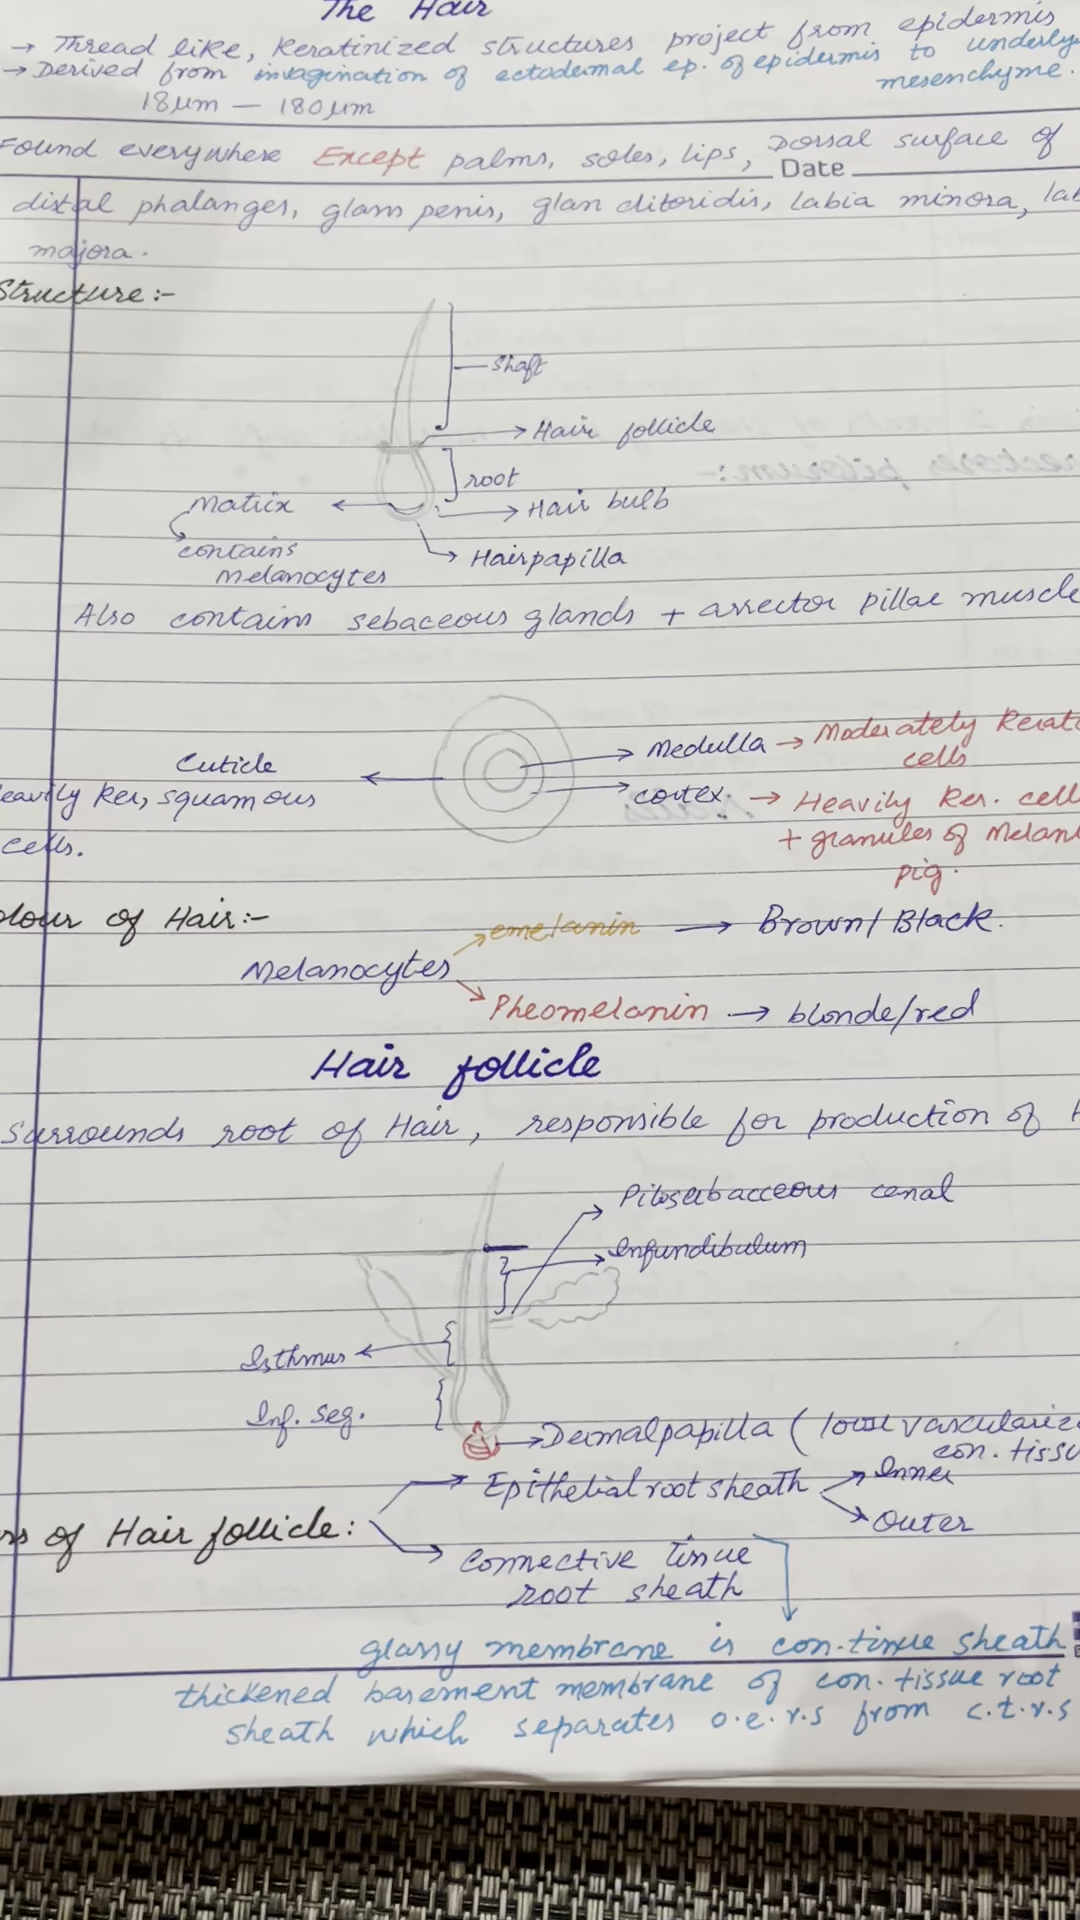 The Hair
→ Thread like, Keratinized structures project from epidermis
→ Derived from invagination of ectodermal ep. of epidermis to underly
mesenchyme.
18µm — 180µm
Found everywhere Except palms, soles, lips, Dorsal surface of
Date
distal phalanges, glans penis, glan clitoridis, labia minora, lab
majora.
Structure:-
Shaft
Hair follicle
root
Matrix
Hair bulb
contains
melanocytes
Hairpapilla
Also contains sebaceous glands + arrector pillae muscle
Medulla → Moderately Kerat
cells
Cuticle
eavily Ker, squamous
cells.
cortex. → Heavily Ker. cell
+ granules of Melan
pig.
olour of Hair:-
emelanin → Brown/Black.
Melanocytes
Pheomelanin → blonde/red
Hair follicle
Surrounds root of Hair, responsible for production of H
Pilosebacceous canal
Infundibulum
Isthmus
Inf. seg.
Dermalpapilla (loose vasculariz
con. tissu
Epithelial root sheath
Inner
Outer
rs of Hair follicle:
Connective tissue
root sheath
glassy membrane is con-tissue sheath
thickened basement membrane of con. tissue root
sheath which separates o.e.r.s from c.t.r.s